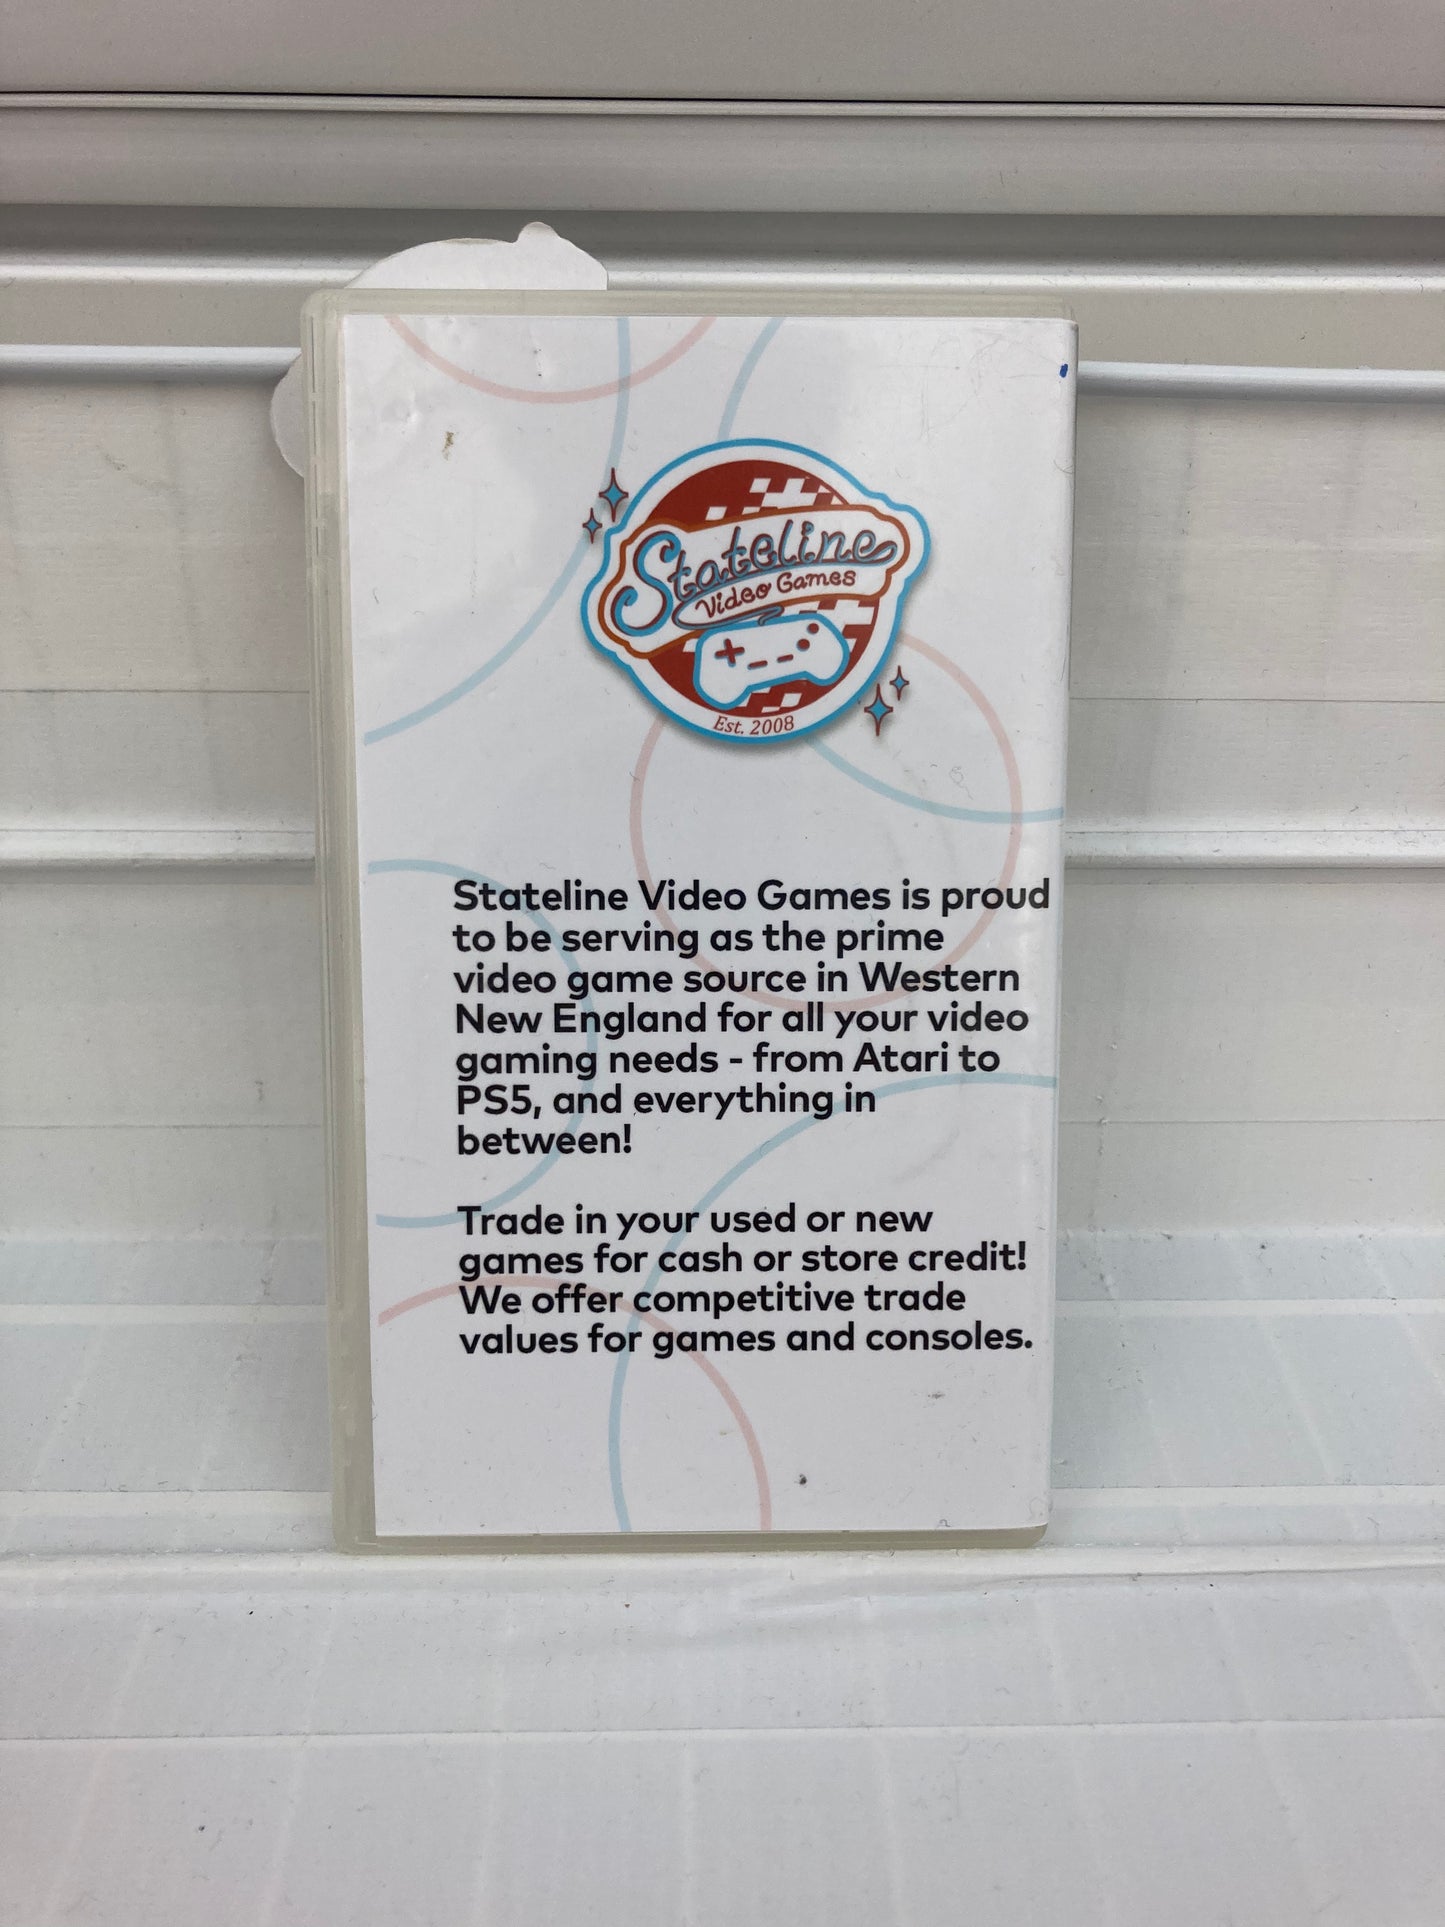 Stateline
Video Games
Est. 2008
Stateline Video Games is proud
to be serving as the prime
video game source in Western
New England for all your video
gaming needs - from Atari to
PS5, and everything in
between!
Trade in your used or new
games for cash or store credit!
We offer competitive trade
values for games and consoles.